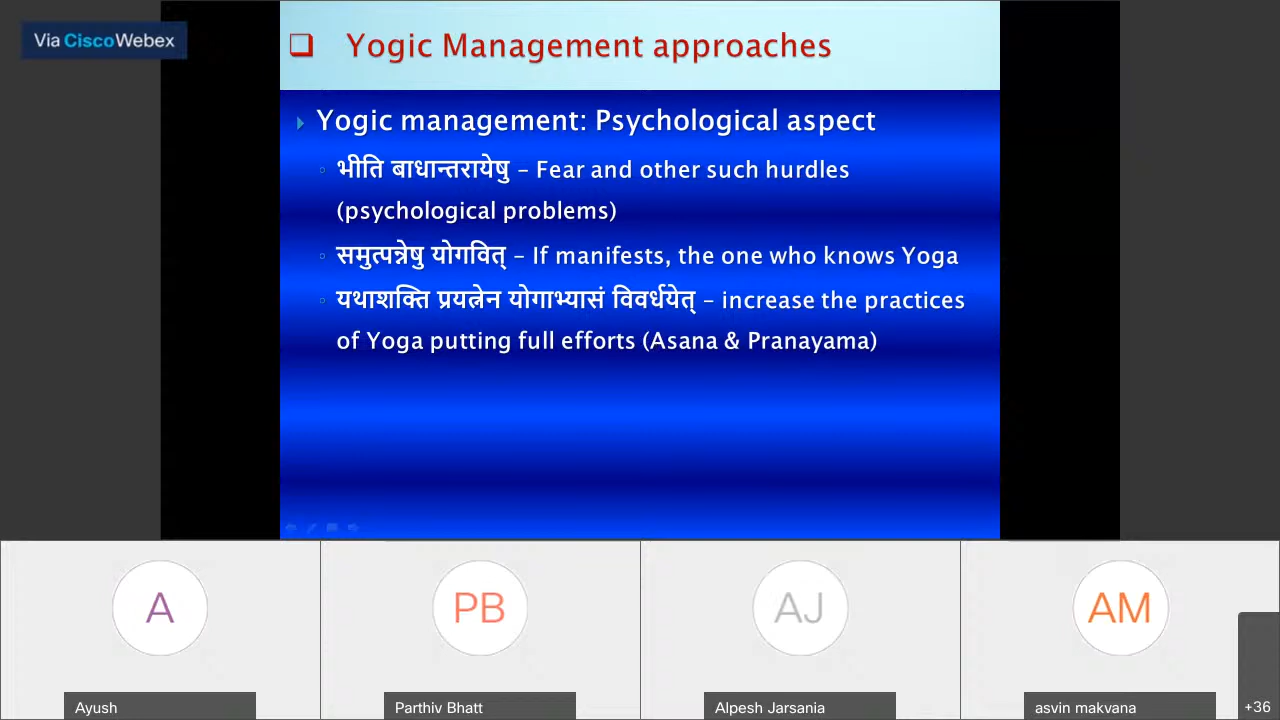 Via CiscoWebex
Yogic Management approaches
Yogic management: Psychological aspect
भीति बाधान्तरायेषु – Fear and other such hurdles
(psychological problems)
समुत्पन्नेषु योगवित् – If manifests, the one who knows Yoga
यथाशक्ति प्रयत्नेन योगाभ्यासं विवर्धयेत् – increase the practices
of Yoga putting full efforts (Asana & Pranayama)
A
PB
AJ
AM
Ayush
Parthiv Bhatt
Alpesh Jarsania
asvin makvana
+36